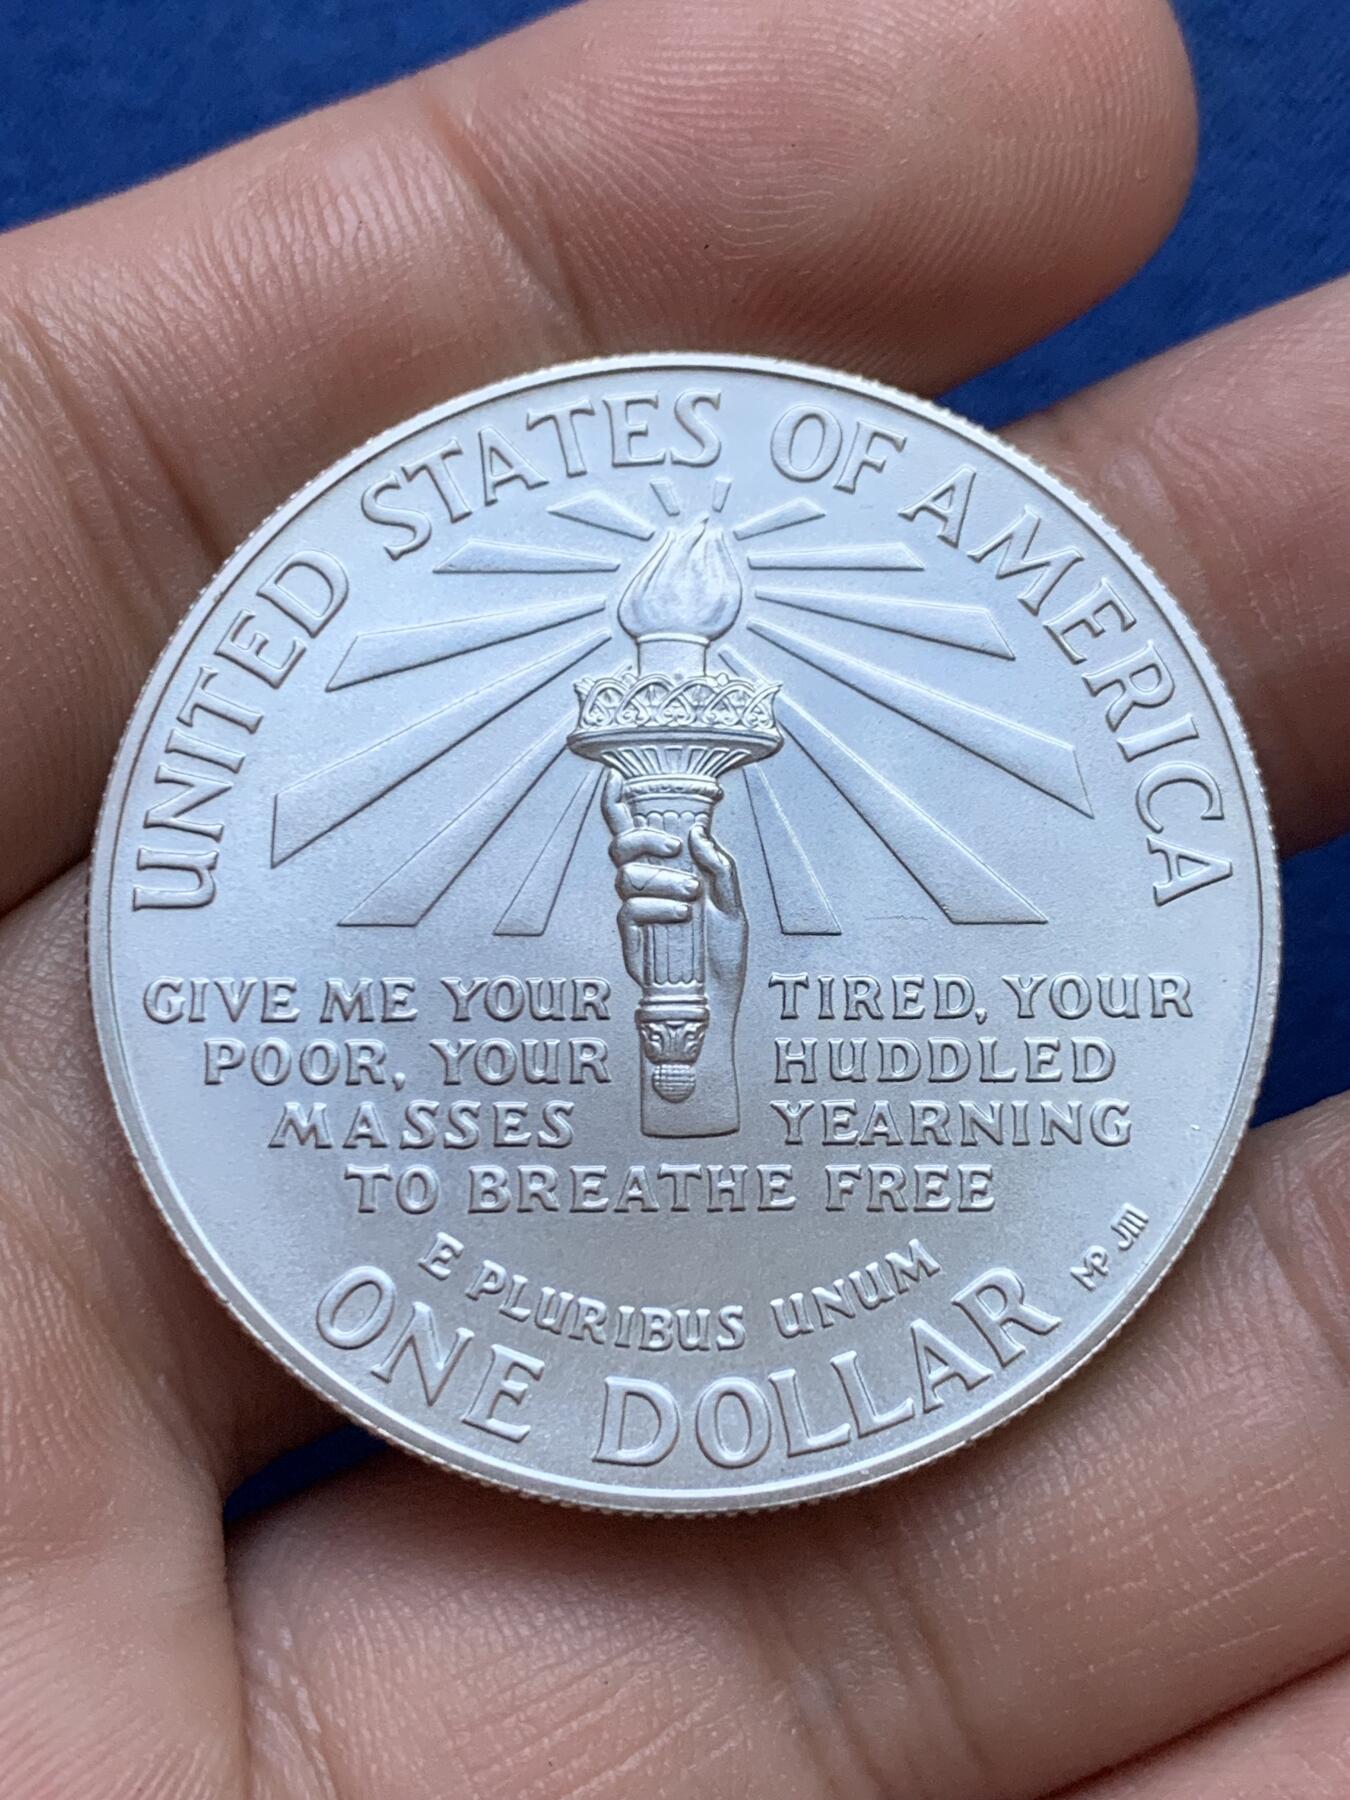 UNITED STATES OF AMERICA
GIVE ME YOUR TIRED, YOUR
POOR, YOUR HUDDLED
MASSES YEARNING
TO BREATHE FREE
E PLURIBUS UNUM
ONE DOLLAR
MP JIII